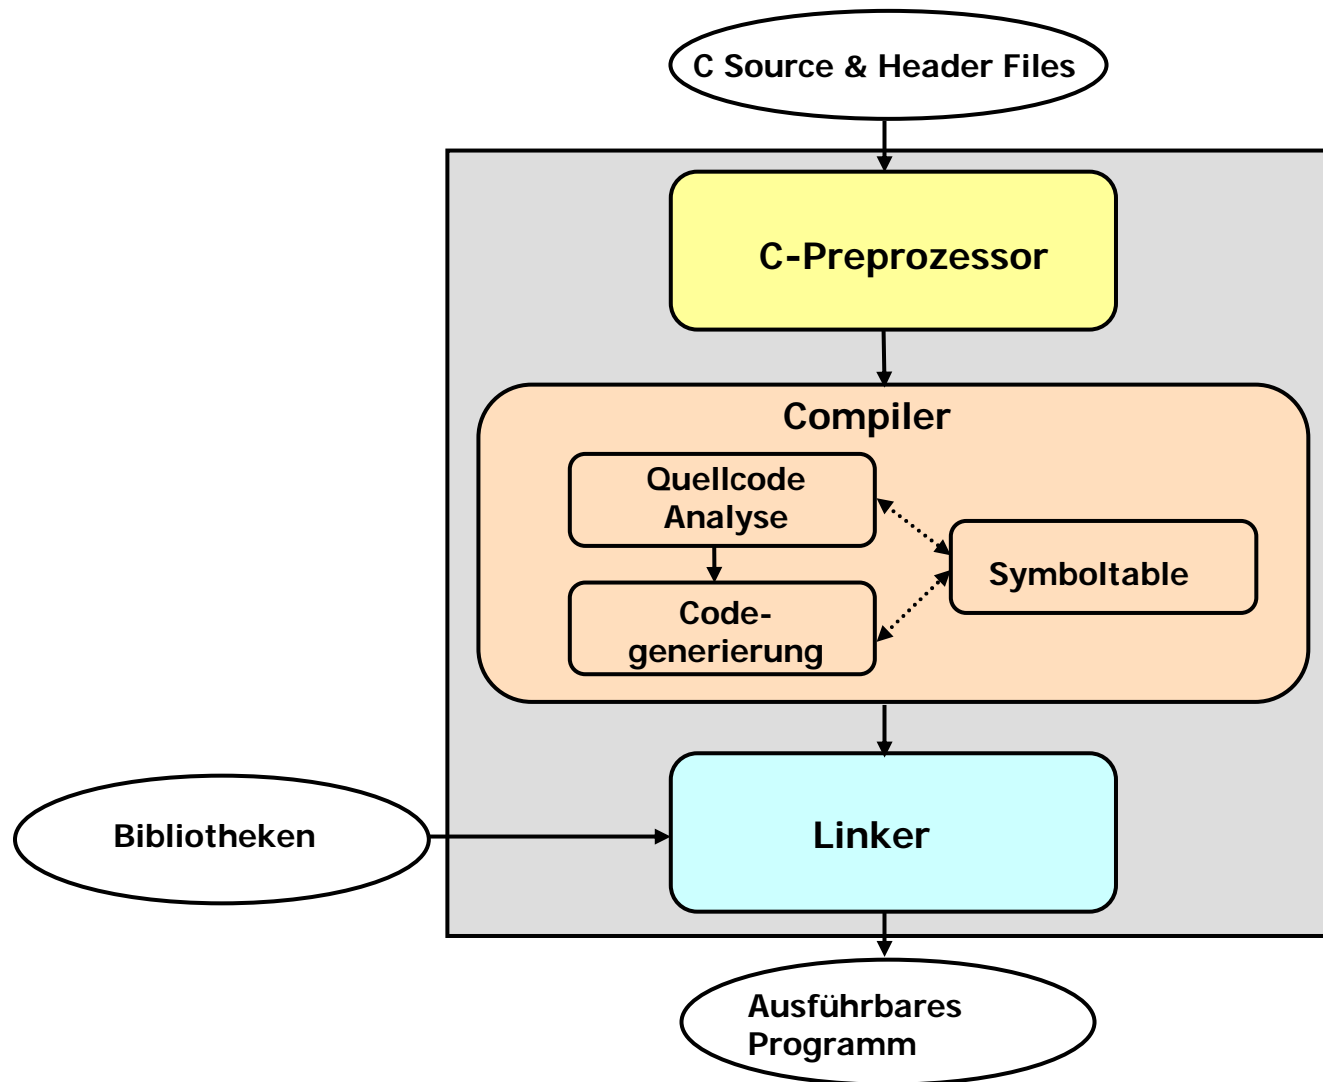 C Source & Header Files
C-Preprozessor
Compiler
Quellcode
Analyse
Symboltable
Code-
generierung
Bibliotheken
Linker
Ausführbares
Programm